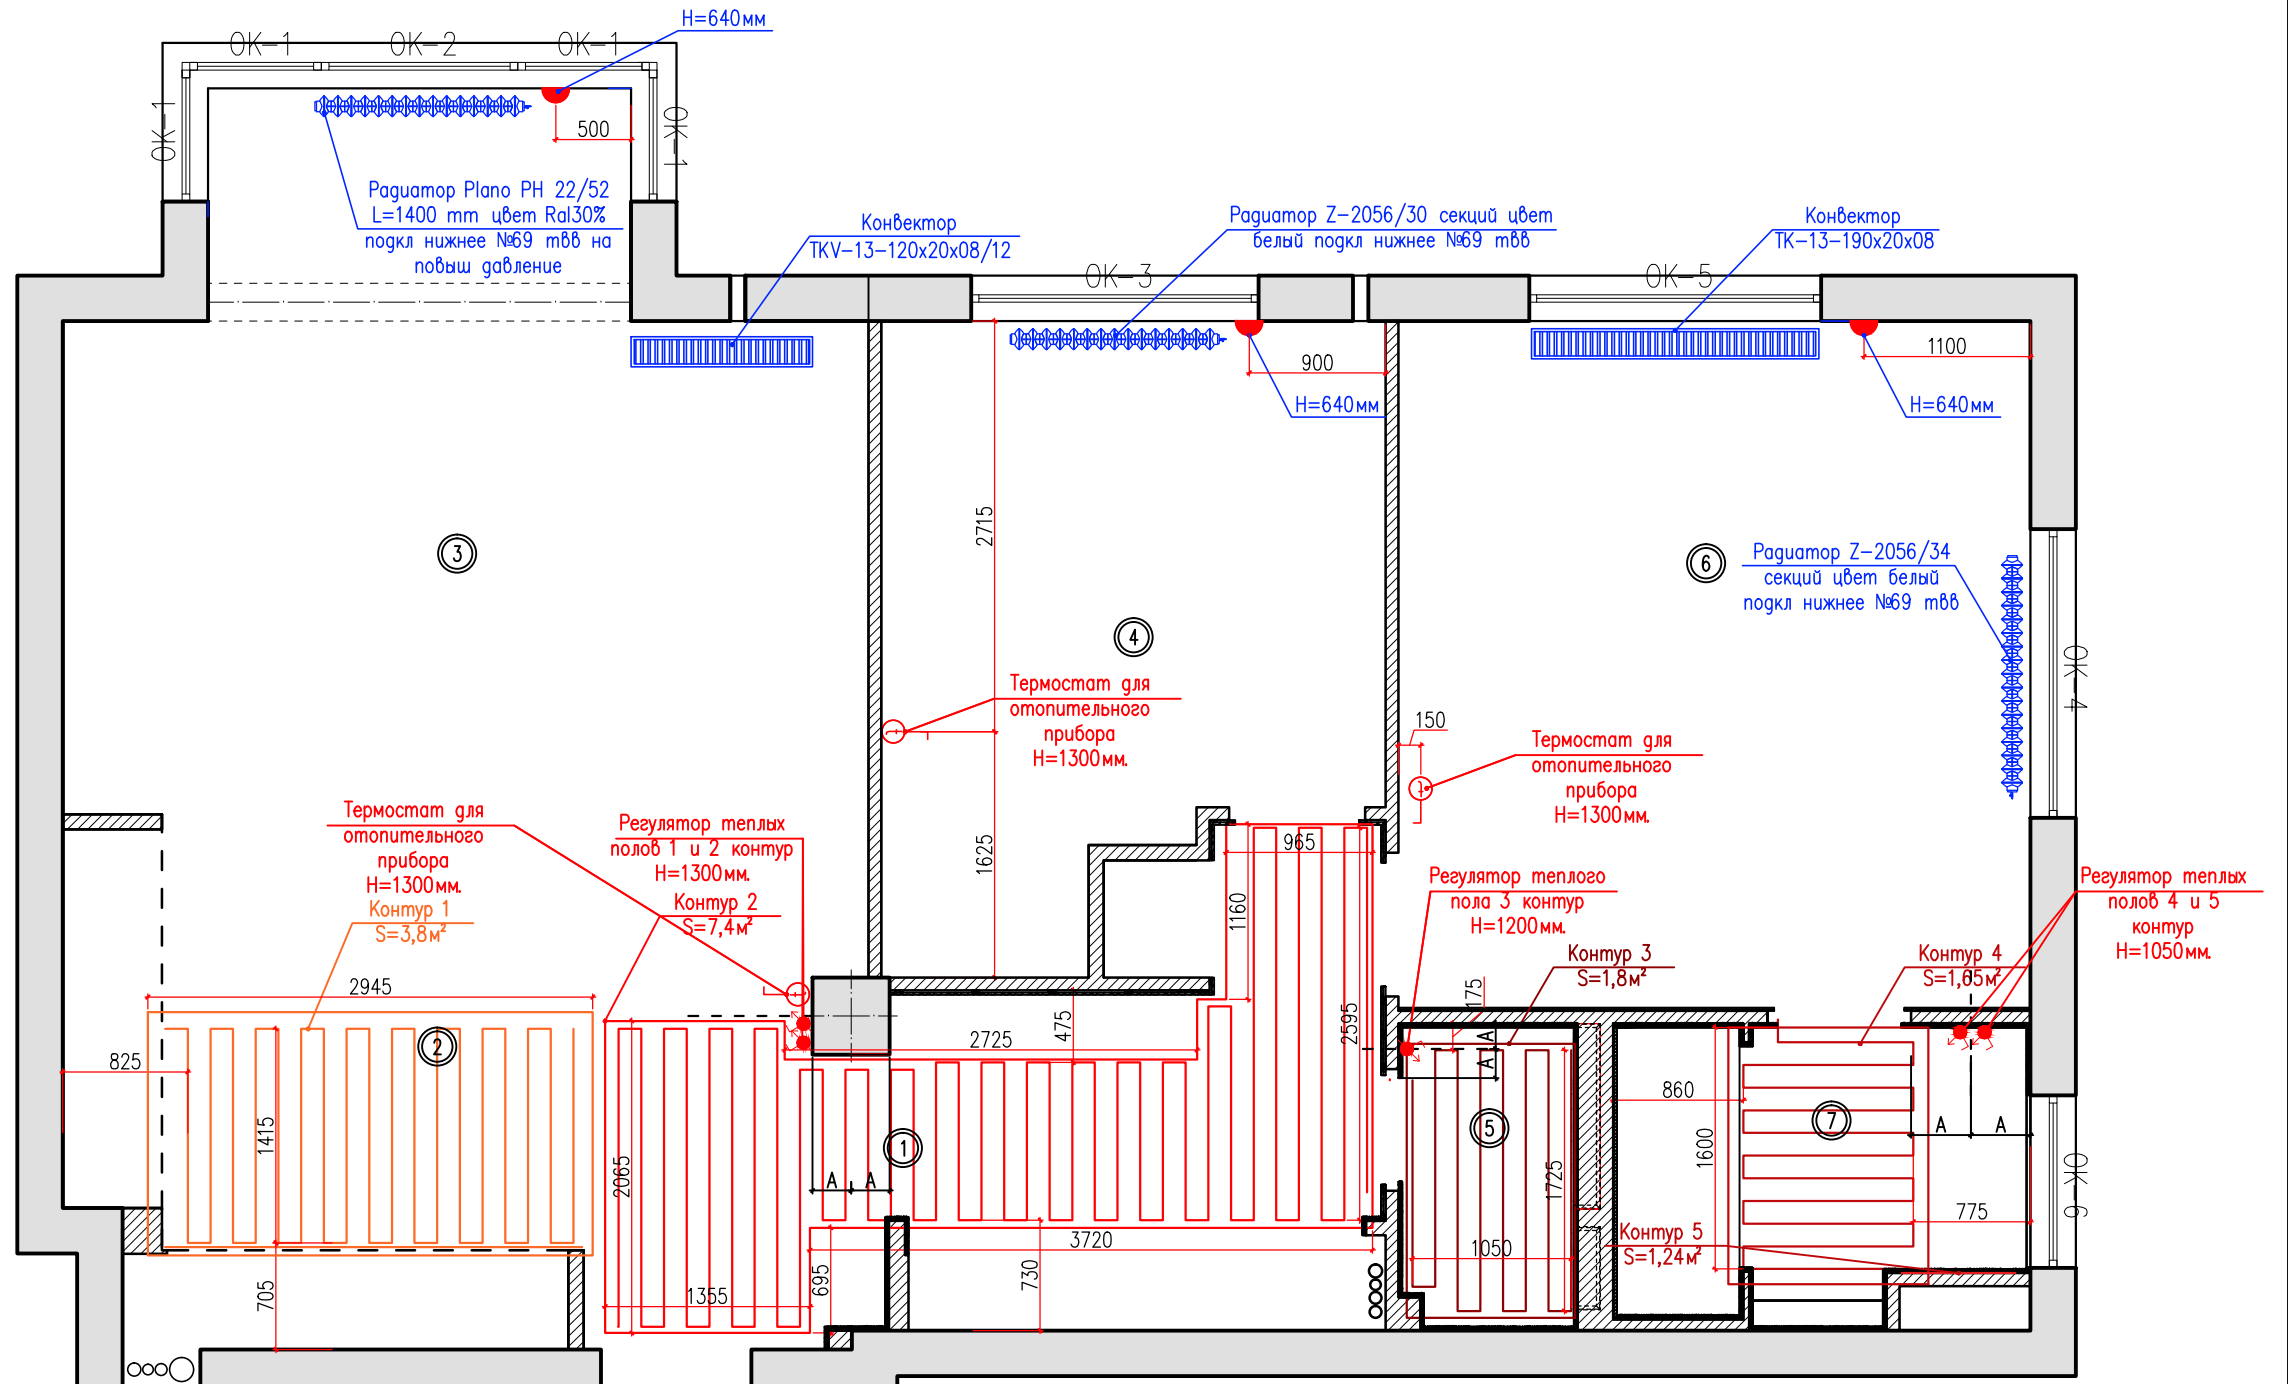 H=640мм
ОК-1
ОК-2
ОК-1
ОК-1
ОК-1
500
Радиатор Plano PH 22/52
L=1400 mm цвет Ral30%
подкл нижнее №69 твв на
повыш давление
Конвектор
TKV-13-120x20x08/12
Радиатор Z-2056/30 секций цвет
белый подкл нижнее №69 твв
Конвектор
TK-13-190x20x08
ОК-3
ОК-5
900
H=640мм
1100
H=640мм
2715
3
4
6
Радиатор Z-2056/34
секций цвет белый
подкл нижнее №69 твв
ОК-4
Термостат для
отопительного
прибора
H=1300мм.
150
Термостат для
отопительного
прибора
H=1300мм.
Термостат для
отопительного
прибора
H=1300мм.
Регулятор теплых
полов 1 и 2 контур
H=1300мм.
Контур 1
S=3,8м²
Контур 2
S=7,4м²
1625
965
1160
Регулятор теплого
пола 3 контур
H=1200мм.
Контур 3
S=1,8м²
Контур 4
S=1,65м²
Регулятор теплых
полов 4 и 5
контур
H=1050мм.
2945
825
2
1415
705
2065
2725
475
2595
175
A
A
1
A
A
5
860
7
A
A
1600
1725
ОК-6
775
3720
695
730
1355
1050
Контур 5
S=1,24м²